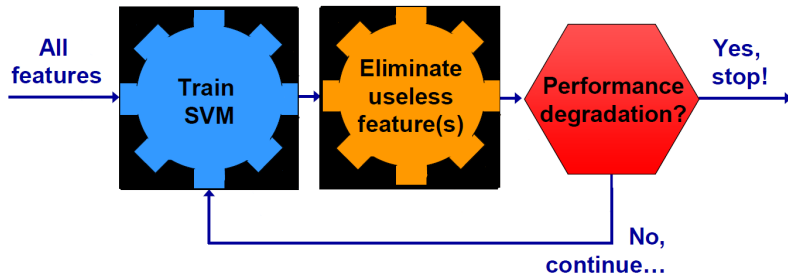 All
features
Train
SVM
Eliminate
useless
feature(s)
Performance
degradation?
Yes,
stop!
No,
continue…